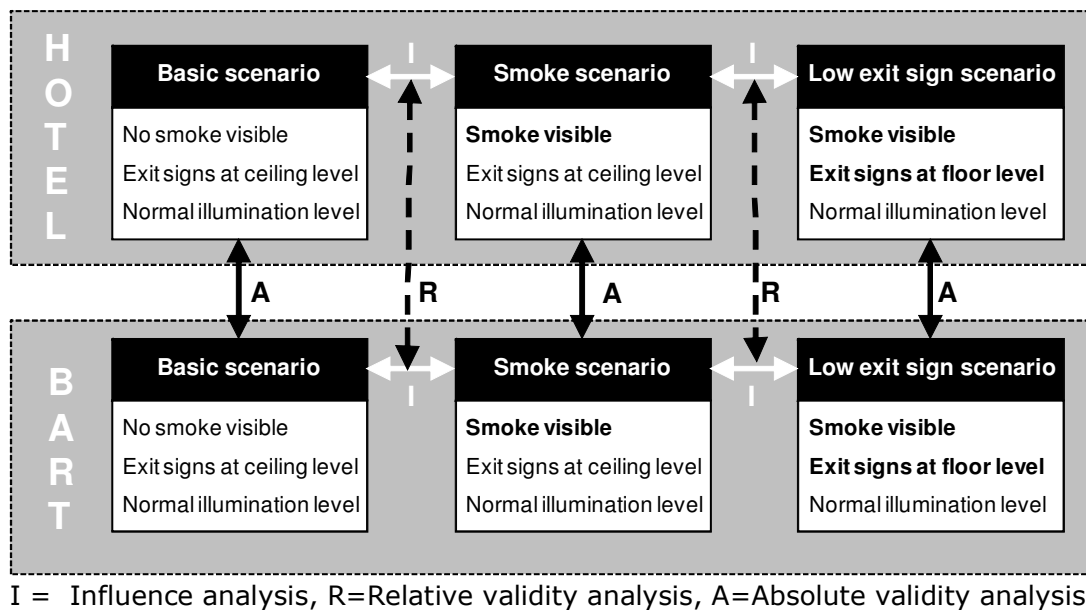 HOTEL
I I
Basic scenario Smoke scenario Low exit sign scenario
No smoke visible Smoke visible Smoke visible
Exit signs at ceiling level Exit signs at ceiling level Exit signs at floor level
Normal illumination level Normal illumination level Normal illumination level
A R A R A
BART
Basic scenario Smoke scenario Low exit sign scenario
I I
No smoke visible Smoke visible Smoke visible
Exit signs at ceiling level Exit signs at ceiling level Exit signs at floor level
Normal illumination level Normal illumination level Normal illumination level
I = Influence analysis, R=Relative validity analysis, A=Absolute validity analysis